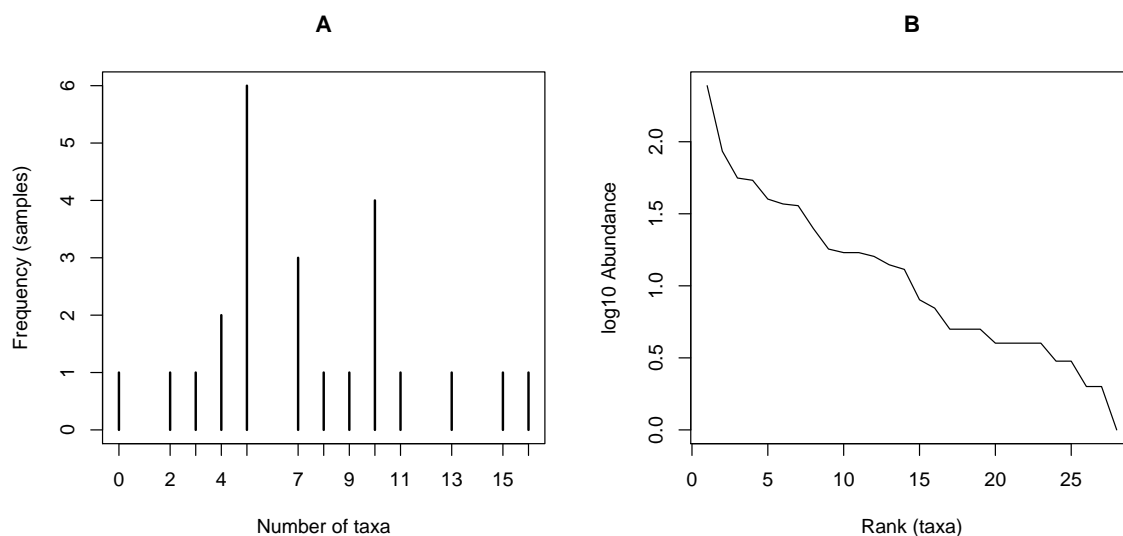 A
Frequency (samples)
0 1 2 3 4 5 6
0 2 4 7 9 11 13 15
Number of taxa
B
log10 Abundance
0.0 0.5 1.0 1.5 2.0
0 5 10 15 20 25
Rank (taxa)